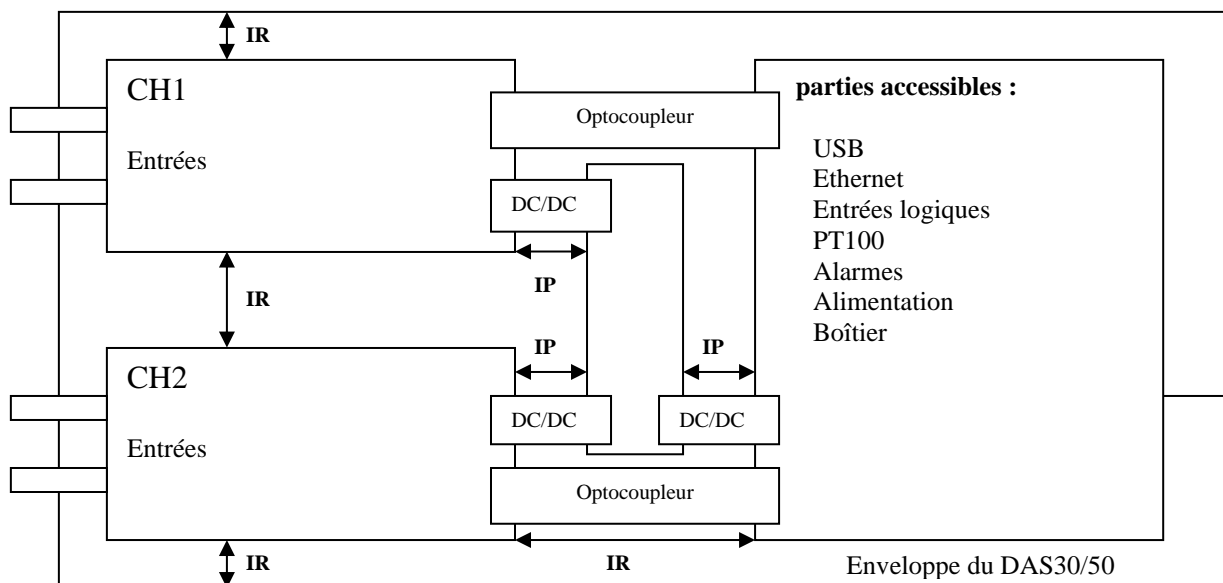 IR
CH1
Entrées
Optocoupleur
DC/DC
IP
IR
parties accessibles :
USB
Ethernet
Entrées logiques
PT100
Alarmes
Alimentation
Boîtier
IP
IP
CH2
Entrées
DC/DC
DC/DC
Optocoupleur
IR
IR
Enveloppe du DAS30/50